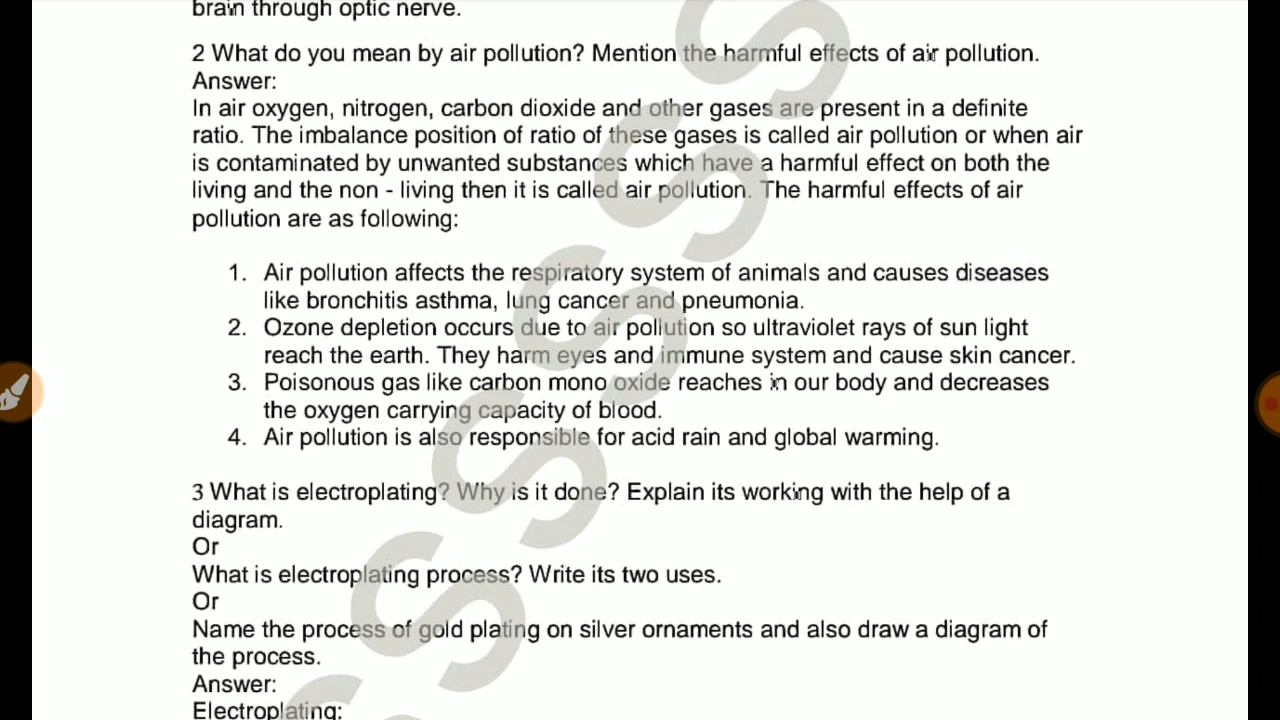 brain through optic nerve.
2 What do you mean by air pollution? Mention the harmful effects of air pollution.
Answer:
In air oxygen, nitrogen, carbon dioxide and other gases are present in a definite
ratio. The imbalance position of ratio of these gases is called air pollution or when air
is contaminated by unwanted substances which have a harmful effect on both the
living and the non - living then it is called air pollution. The harmful effects of air
pollution are as following:
1. Air pollution affects the respiratory system of animals and causes diseases
like bronchitis asthma, lung cancer and pneumonia.
2. Ozone depletion occurs due to air pollution so ultraviolet rays of sun light
reach the earth. They harm eyes and immune system and cause skin cancer.
3. Poisonous gas like carbon mono oxide reaches in our body and decreases
the oxygen carrying capacity of blood.
4. Air pollution is also responsible for acid rain and global warming.
3 What is electroplating? Why is it done? Explain its working with the help of a
diagram.
Or
What is electroplating process? Write its two uses.
Or
Name the process of gold plating on silver ornaments and also draw a diagram of
the process.
Answer:
Electroplating: